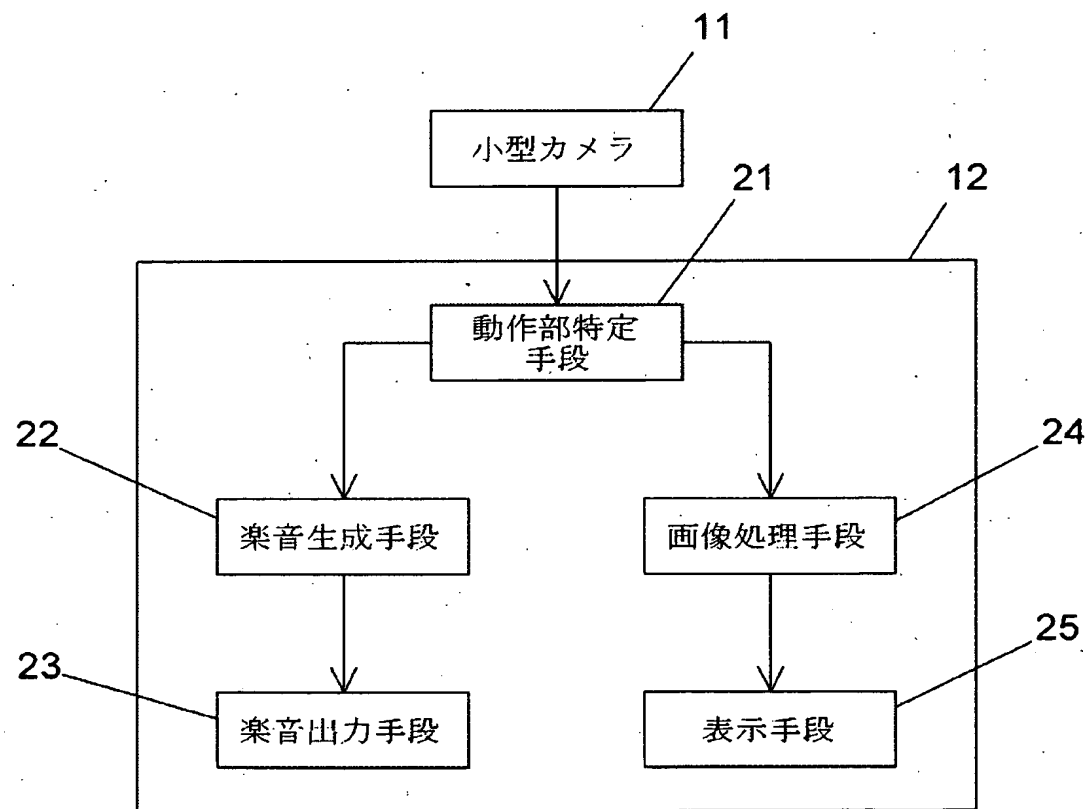 11
小型カメラ
21
12
動作部特定
手段
22
24
楽音生成手段
画像処理手段
23
25
楽音出力手段
表示手段